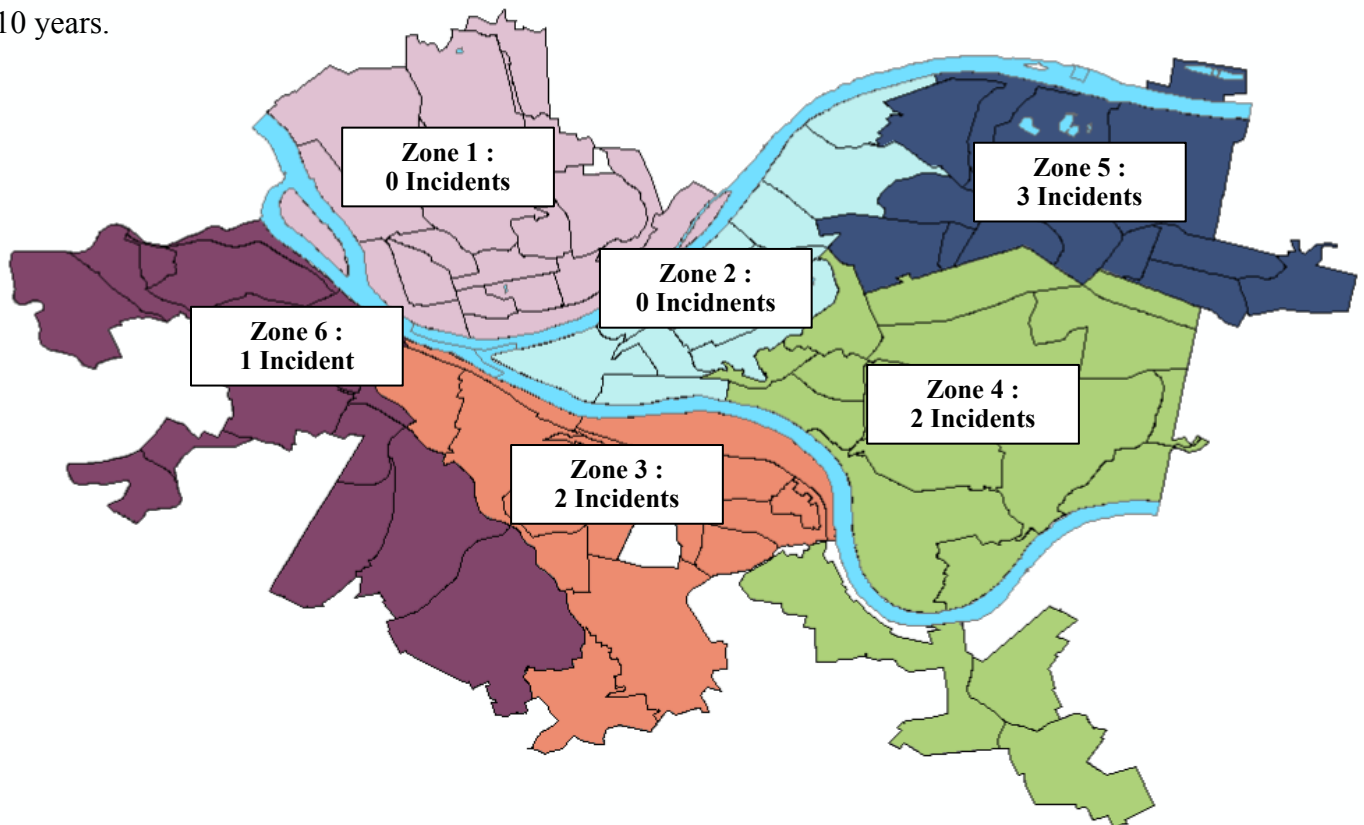 10 years.
Zone 1 :
0 Incidents
Zone 5 :
3 Incidents
Zone 2 :
0 Incidnents
Zone 6 :
1 Incident
Zone 4 :
2 Incidents
Zone 3 :
2 Incidents